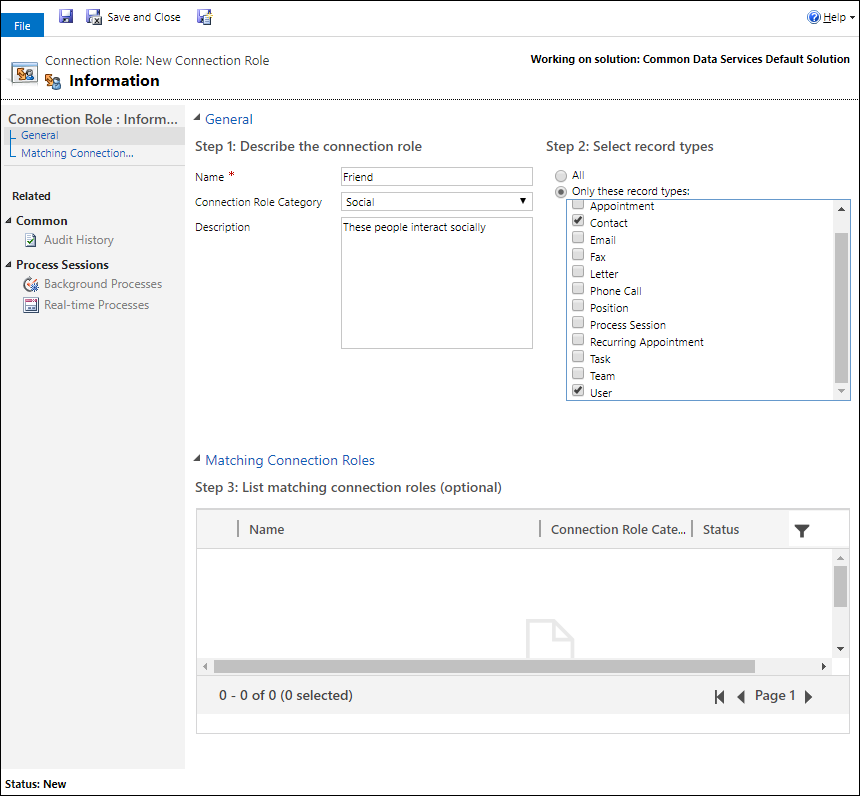 File
Save and Close
Help
Connection Role: New Connection Role
Information
Working on solution: Common Data Services Default Solution
Connection Role : Inform...
General
Matching Connection...
Related
Common
Audit History
Process Sessions
Background Processes
Real-time Processes
General
Step 1: Describe the connection role
Name *
Friend
Connection Role Category
Social
Description
These people interact socially
Step 2: Select record types
All
Only these record types:
Appointment
Contact
Email
Fax
Letter
Phone Call
Position
Process Session
Recurring Appointment
Task
Team
User
Matching Connection Roles
Step 3: List matching connection roles (optional)
Name
Connection Role Cate...
Status
0 - 0 of 0 (0 selected)
Page 1
Status: New